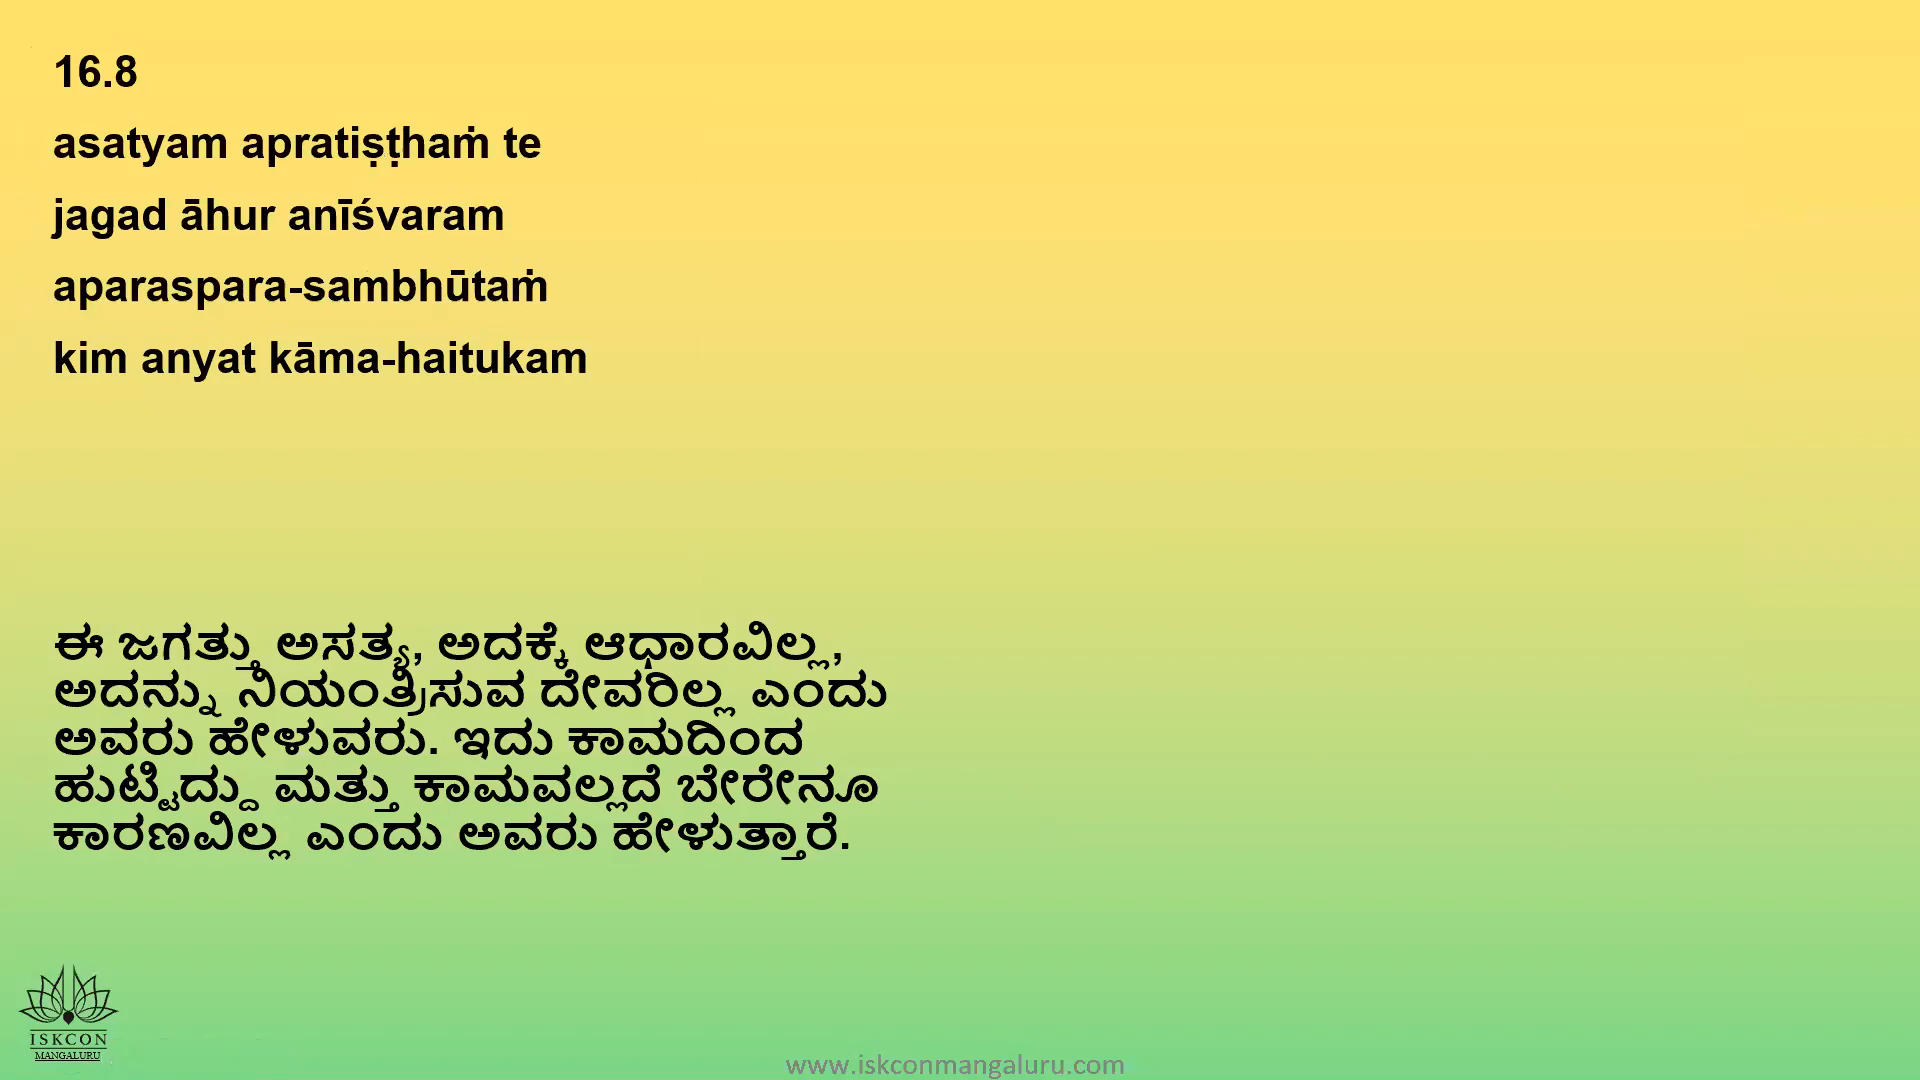 16.8
asatyam apratiṣṭhaṁ te
jagad āhur anīśvaram
aparaspara-sambhūtaṁ
kim anyat kāma-haitukam
ಈ ಜಗತ್ತು ಅಸತ್ಯ, ಅದಕ್ಕೆ ಆಧಾರವಿಲ್ಲ,
ಅದನ್ನು ನಿಯಂತ್ರಿಸುವ ದೇವರಿಲ್ಲ ಎಂದು
ಅವರು ಹೇಳುವರು. ಇದು ಕಾಮದಿಂದ
ಹುಟ್ಟಿದ್ದು ಮತ್ತು ಕಾಮವಲ್ಲದೆ ಬೇರೇನೂ
ಕಾರಣವಿಲ್ಲ ಎಂದು ಅವರು ಹೇಳುತ್ತಾರೆ.
ISKCON
MANGALURU
www.iskconmangaluru.com